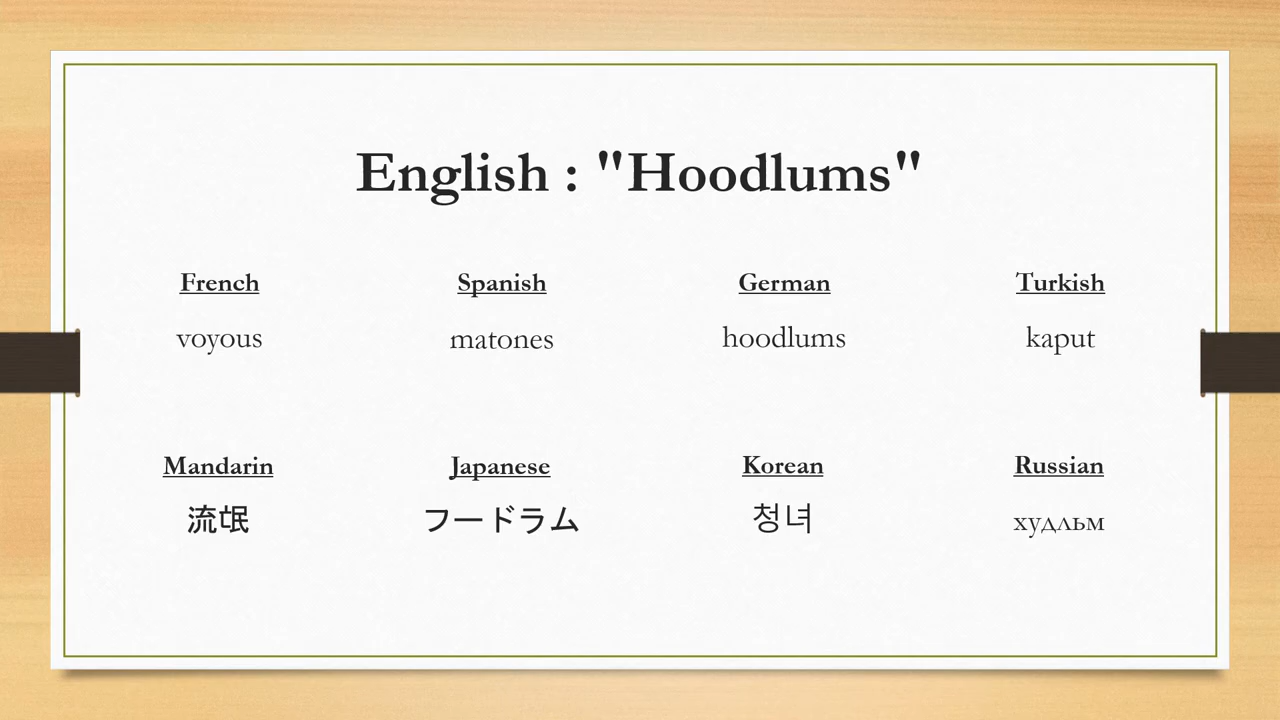 English : "Hoodlums"
French
Spanish
German
Turkish
voyous
matones
hoodlums
kaput
Mandarin
Japanese
Korean
Russian
流氓
フードラム
청녀
худльм